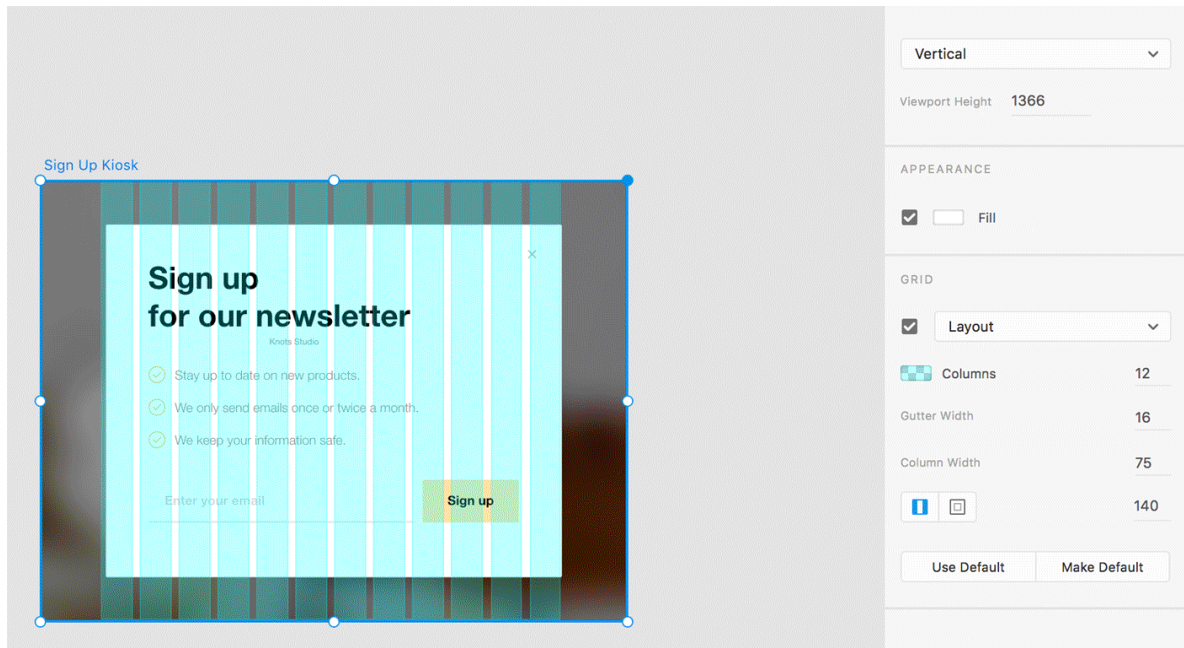 Vertical
Viewport Height 1366
Sign Up Kiosk
APPEARANCE
Fill
GRID
Layout
Columns 12
Gutter Width 16
Column Width 75
140
Use Default Make Default
Sign up
for our newsletter
Knots Studio
Stay up to date on new products.
We only send emails once or twice a month.
We keep your information safe.
Enter your email
Sign up